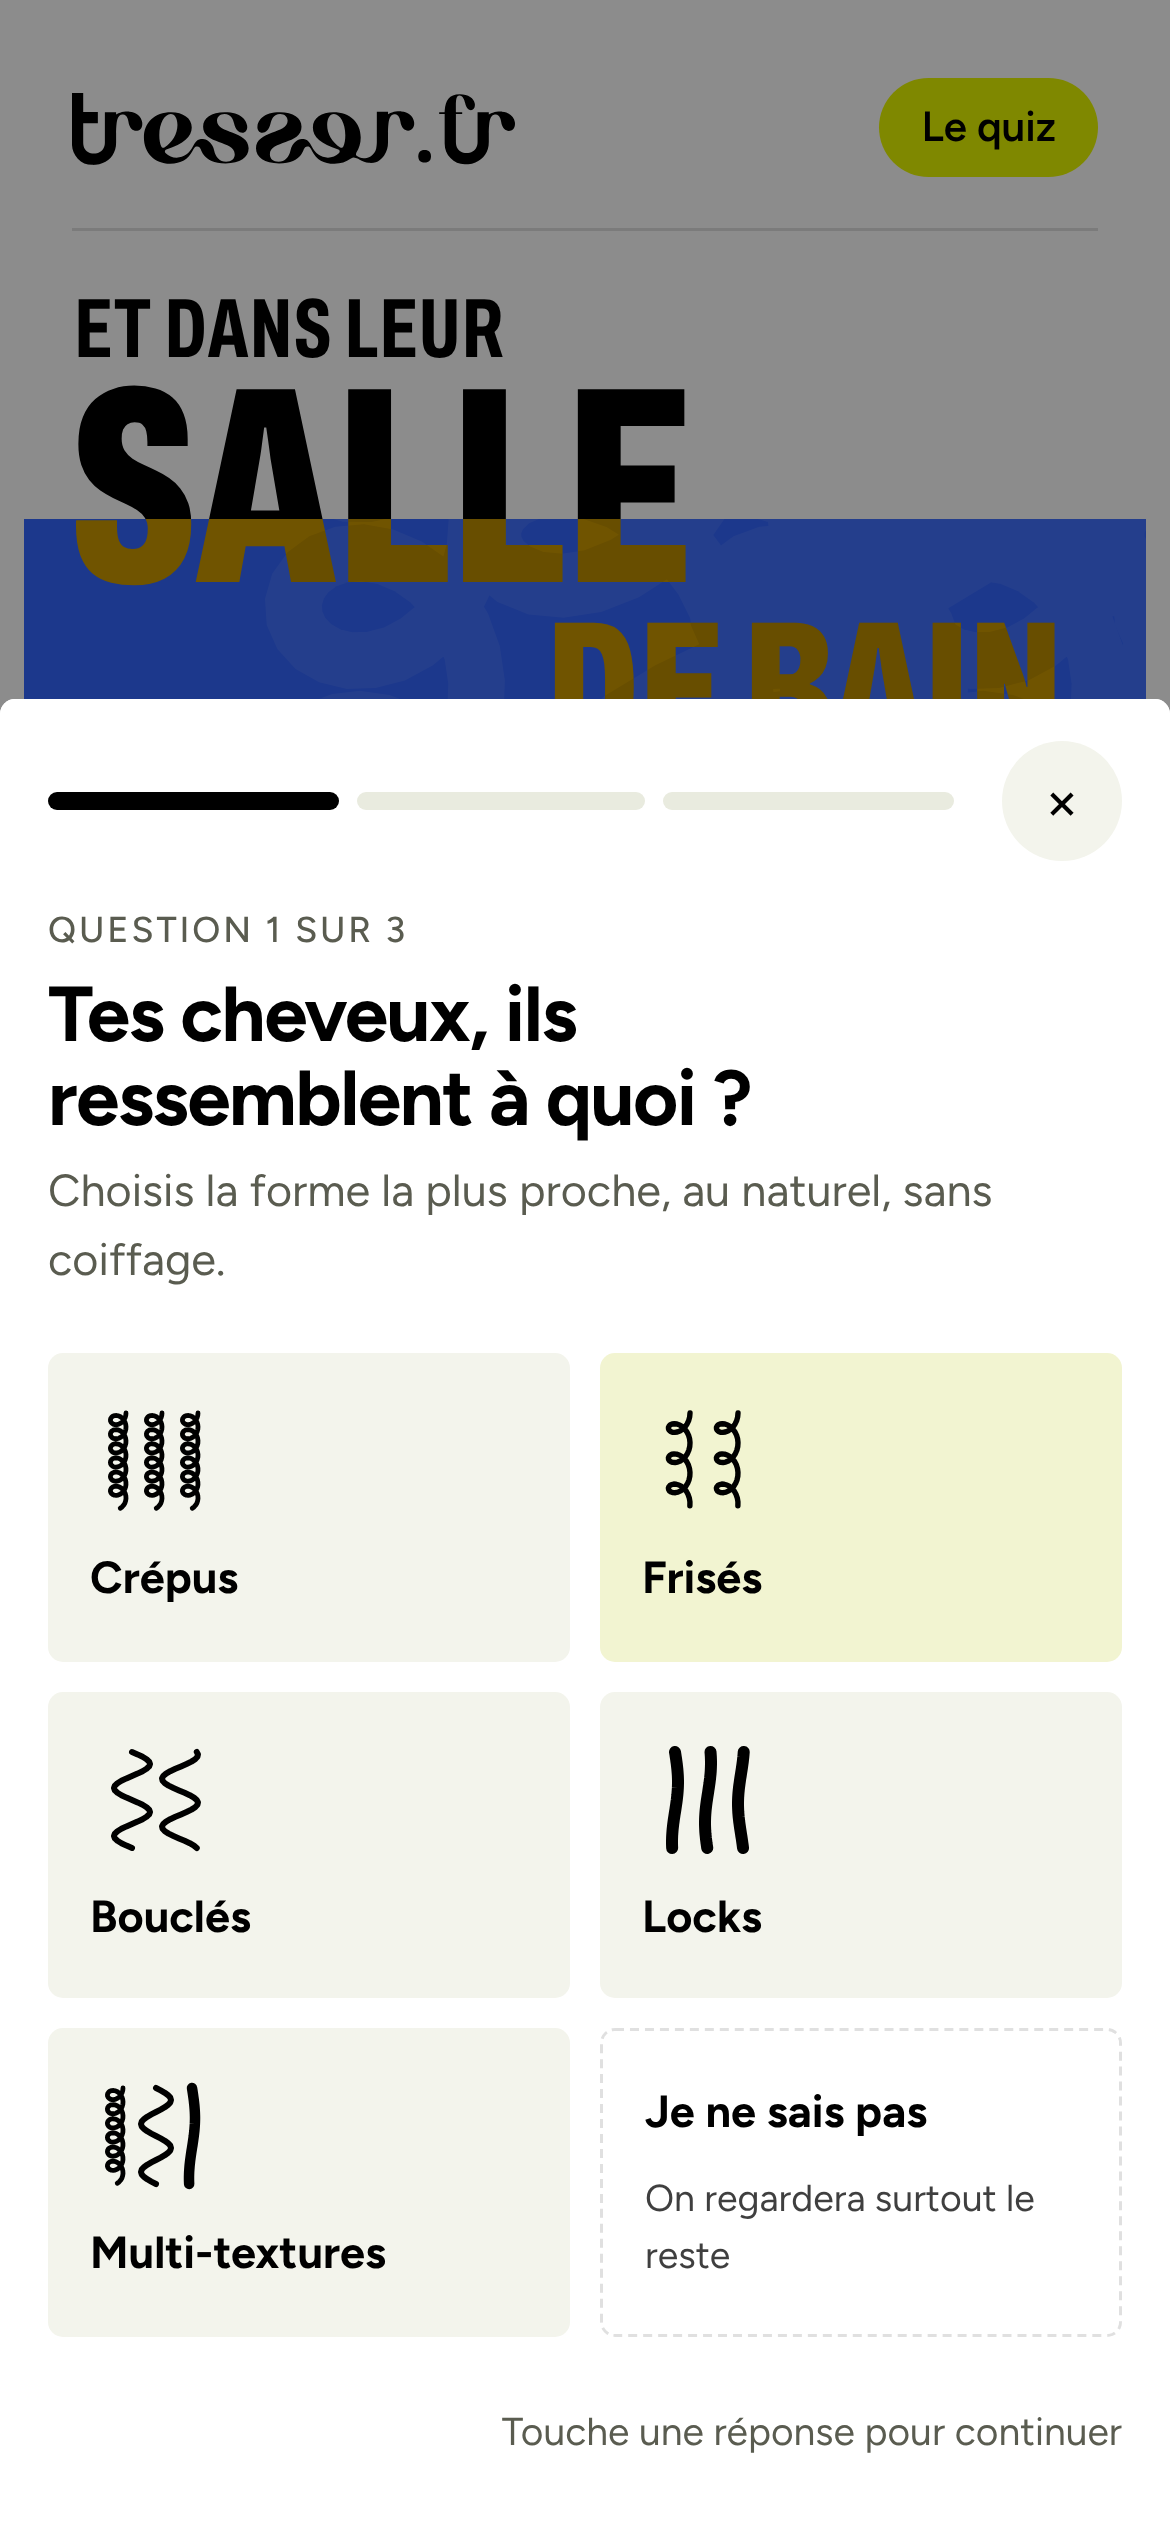 tressor.fr
Le quiz
ET DANS LEUR
SALLE
DE BAIN
×
QUESTION 1 SUR 3
Tes cheveux, ils
ressemblent à quoi ?
Choisis la forme la plus proche, au naturel, sans
coiffage.
Crépus
Frisés
Bouclés
Locks
Multi-textures
Je ne sais pas
On regardera surtout le
reste
Touche une réponse pour continuer